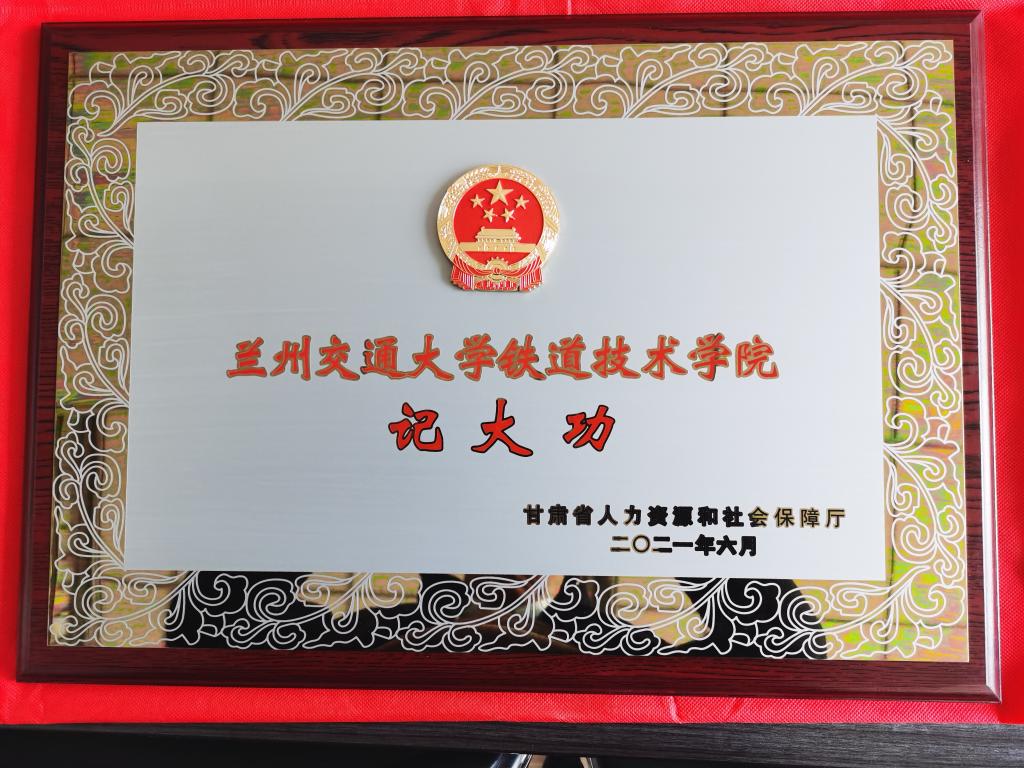 兰州交通大学铁道技术学院
记大功
甘肃省人力资源和社会保障厅
二〇二一年六月